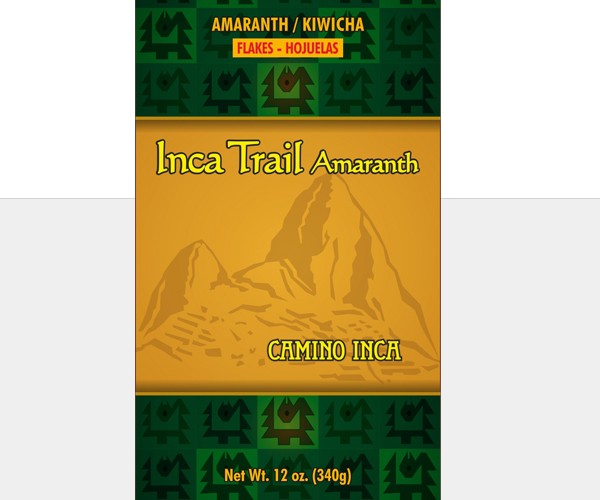 AMARANTH / KIWICHA
FLAKES - HOJUELAS
Inca Trail Amaranth
CAMINO INCA
Net Wt. 12 oz. (340g)